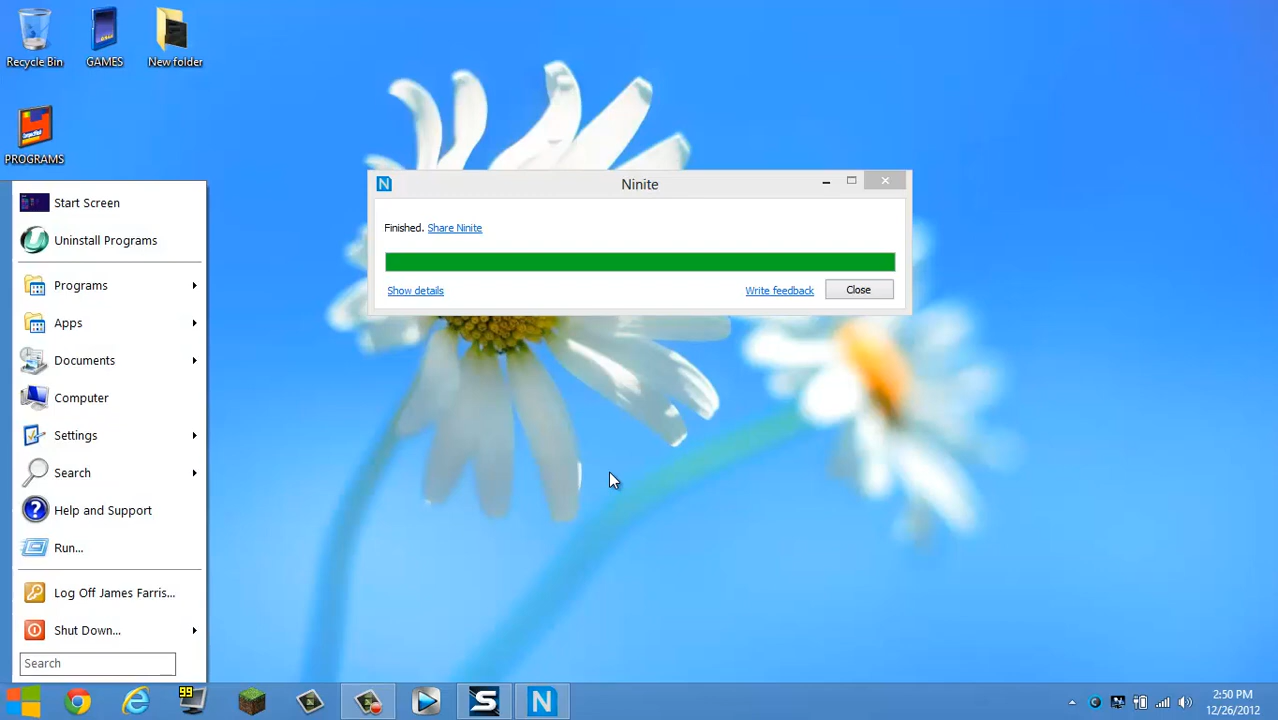 Recycle Bin
GAMES
New folder
PROGRAMS
Start Screen
Uninstall Programs
Programs
Apps
Documents
Computer
Settings
Search
Help and Support
Run...
Log Off James Farris...
Shut Down...
Search
N
Ninite
Finished. Share Ninite
Show details
Write feedback
Close
99
S
N
2:50 PM
12/26/2012